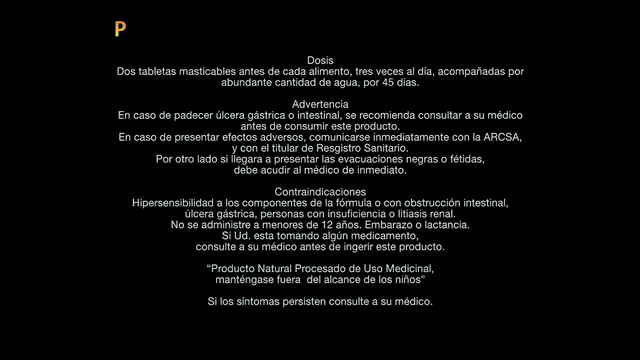 P
Dosis
Dos tabletas masticables antes de cada alimento, tres veces al día, acompañadas por
abundante cantidad de agua, por 45 días.
Advertencia
En caso de padecer úlcera gástrica o intestinal, se recomienda consultar a su médico
antes de consumir este producto.
En caso de presentar efectos adversos, comunicarse inmediatamente con la ARCSA,
y con el titular de Resgistro Sanitario.
Por otro lado si llegara a presentar las evacuaciones negras o fétidas,
debe acudir al médico de inmediato.
Contraindicaciones
Hipersensibilidad a los componentes de la fórmula o con obstrucción intestinal,
úlcera gástrica, personas con insuficiencia o litiasis renal.
No se administre a menores de 12 años. Embarazo o lactancia.
Si Ud. esta tomando algún medicamento,
consulte a su médico antes de ingerir este producto.
“Producto Natural Procesado de Uso Medicinal,
manténgase fuera del alcance de los niños”
Si los síntomas persisten consulte a su médico.